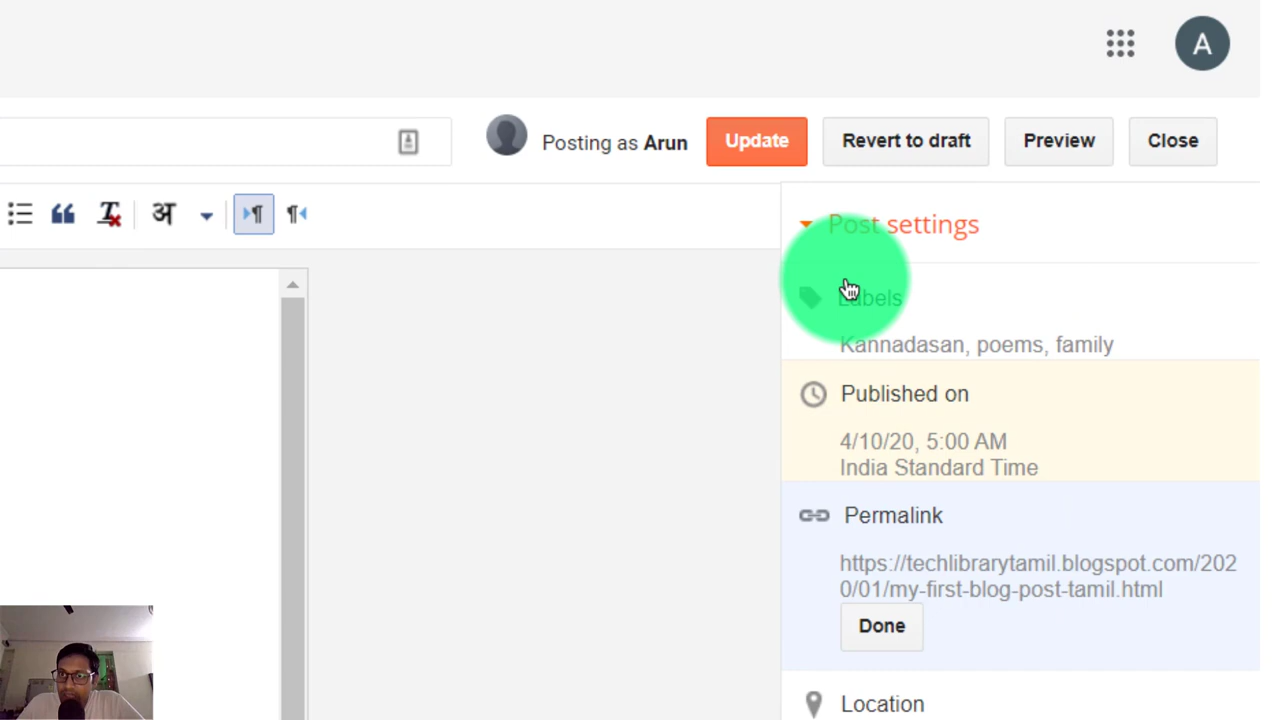 A
Posting as Arun
Update
Revert to draft
Preview
Close
अ
Post settings
Labels
Kannadasan, poems, family
Published on
4/10/20, 5:00 AM
India Standard Time
Permalink
https://techlibrarytamil.blogspot.com/202
0/01/my-first-blog-post-tamil.html
Done
Location